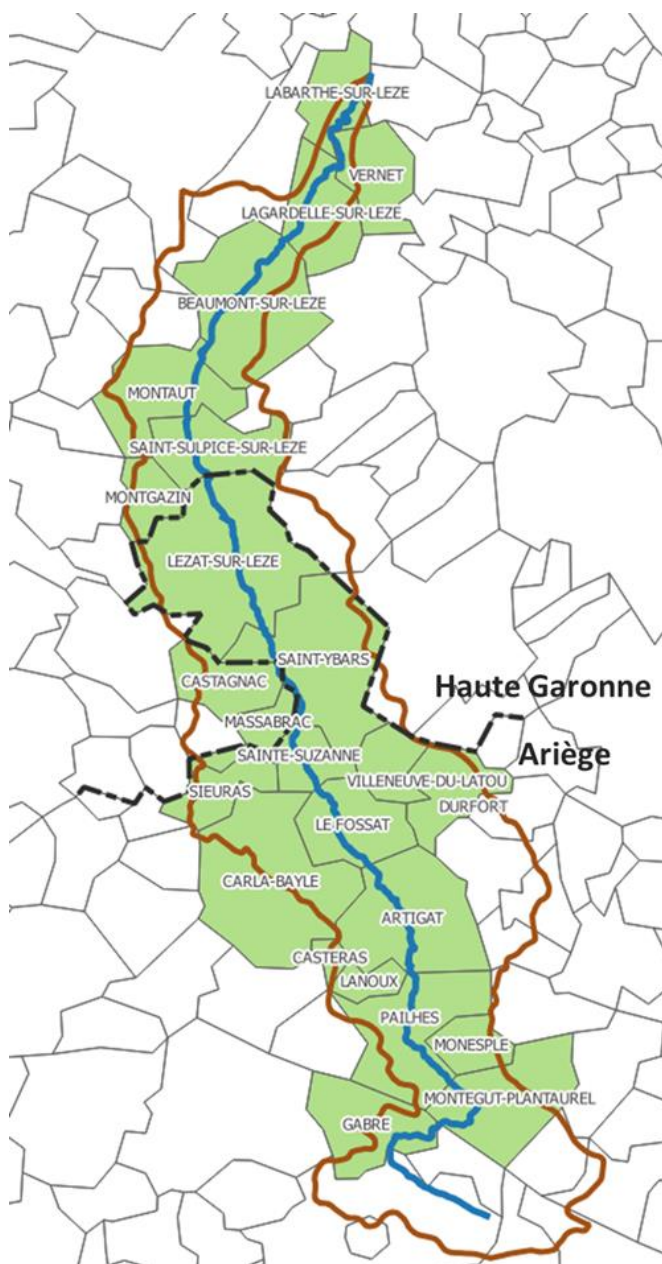 LABARTHE-SUR-LEZE
VERNET
LAGARDELLE-SUR-LEZE
BEAUMONT-SUR-LEZE
MONTAUT
SAINT-SULPICE-SUR-LEZE
MONTGAZIN
LEZAT-SUR-LEZE
SAINT-YBARS
CASTAGNAC
Haute Garonne
MASSABRAC
SAINTE-SUZANNE
Ariège
VILLENEUVE-DU-LATOU
SIEURAS
DURFORT
LE FOSSAT
CARLA-BAYLE
ARTIGAT
CASTERAS
LANOUX
PAILHES
MONESPLE
MONTEGUT-PLANTAUREL
GABRE